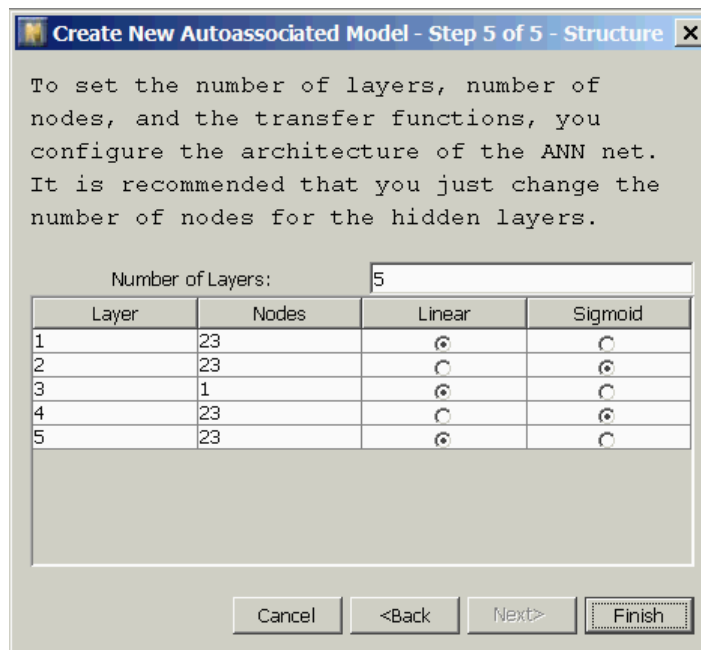 Create New Autoassociated Model - Step 5 of 5 - Structure
To set the number of layers, number of
nodes, and the transfer functions, you
configure the architecture of the ANN net.
It is recommended that you just change the
number of nodes for the hidden layers.
Number of Layers: 5
Layer Nodes Linear Sigmoid
1 23
2 23
3 1
4 23
5 23
Cancel <Back Next> Finish